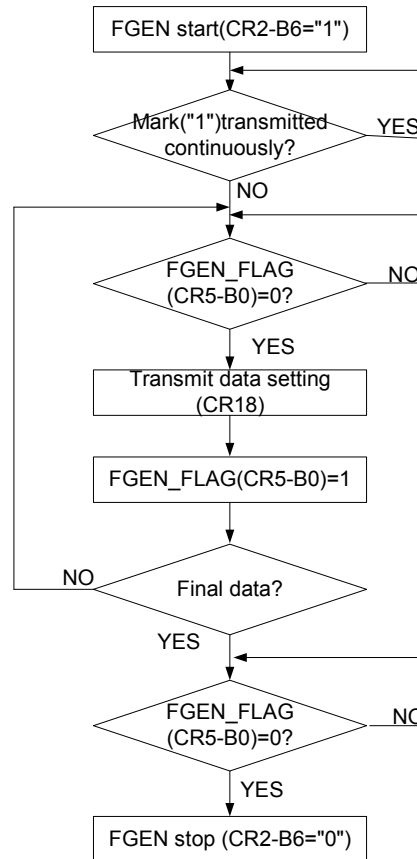 FGEN start(CR2-B6="1")
Mark("1")transmitted
continuously?
YES
NO
FGEN_FLAG
(CR5-B0)=0?
NO
YES
Transmit data setting
(CR18)
FGEN_FLAG(CR5-B0)=1
NO
Final data?
YES
FGEN_FLAG
(CR5-B0)=0?
NO
YES
FGEN stop (CR2-B6="0")